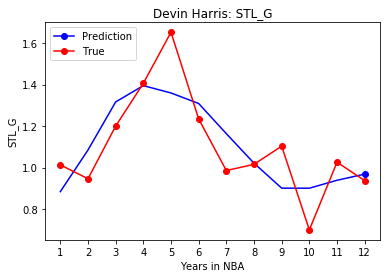 Devin Harris: STL_G
Prediction
True
STL_G
1.6
1.4
1.2
1.0
0.8
1 2 3 4 5 6 7 8 9 10 11 12
Years in NBA